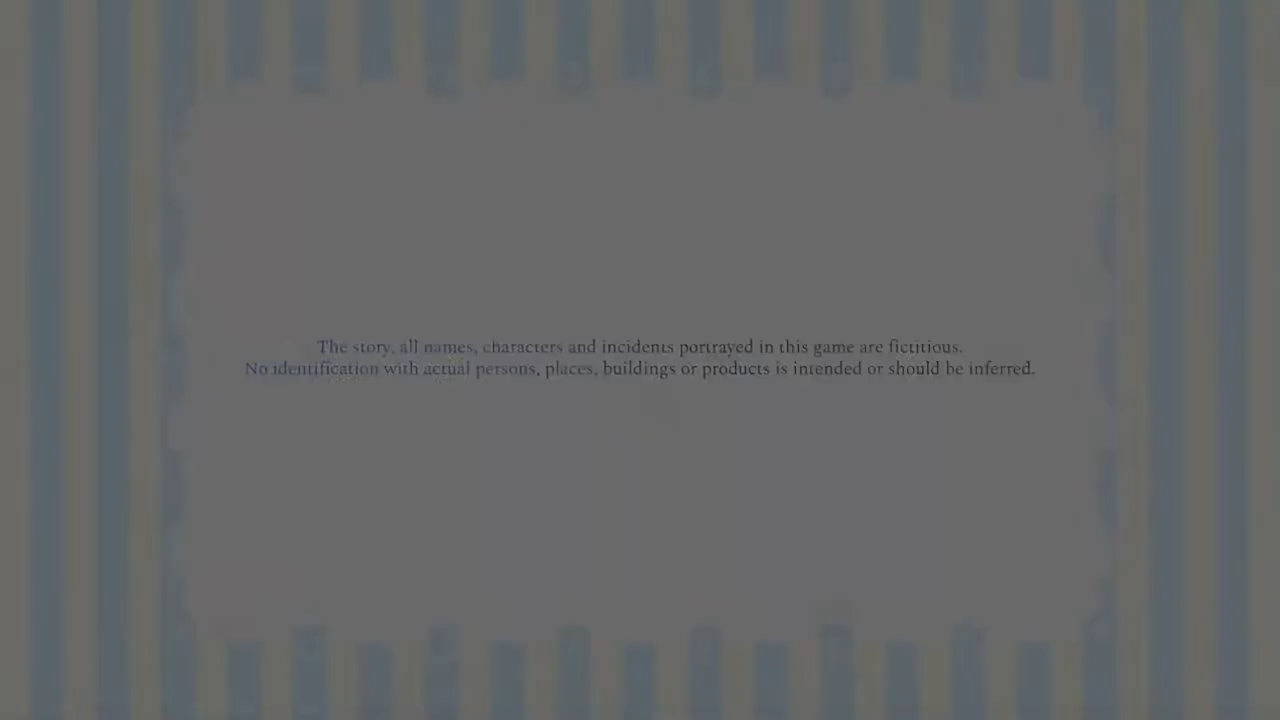 The story, all names, characters and incidents portrayed in this game are fictitious.
No identification with actual persons, places, buildings or products is intended or should be inferred.